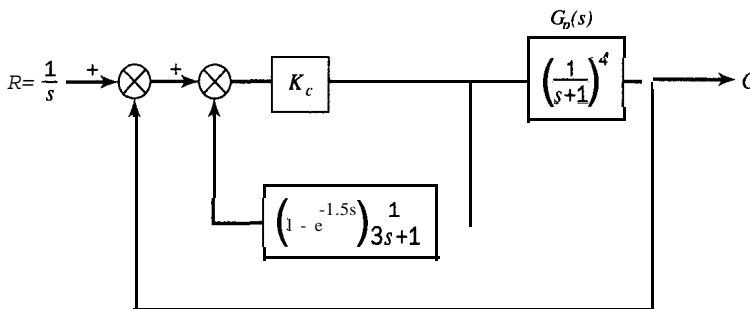 G_p(s)
R= 1/s
+
+
K_c
(1/(s+1))^4
C
(1 - e^-1.5s) 1/(3s+1)